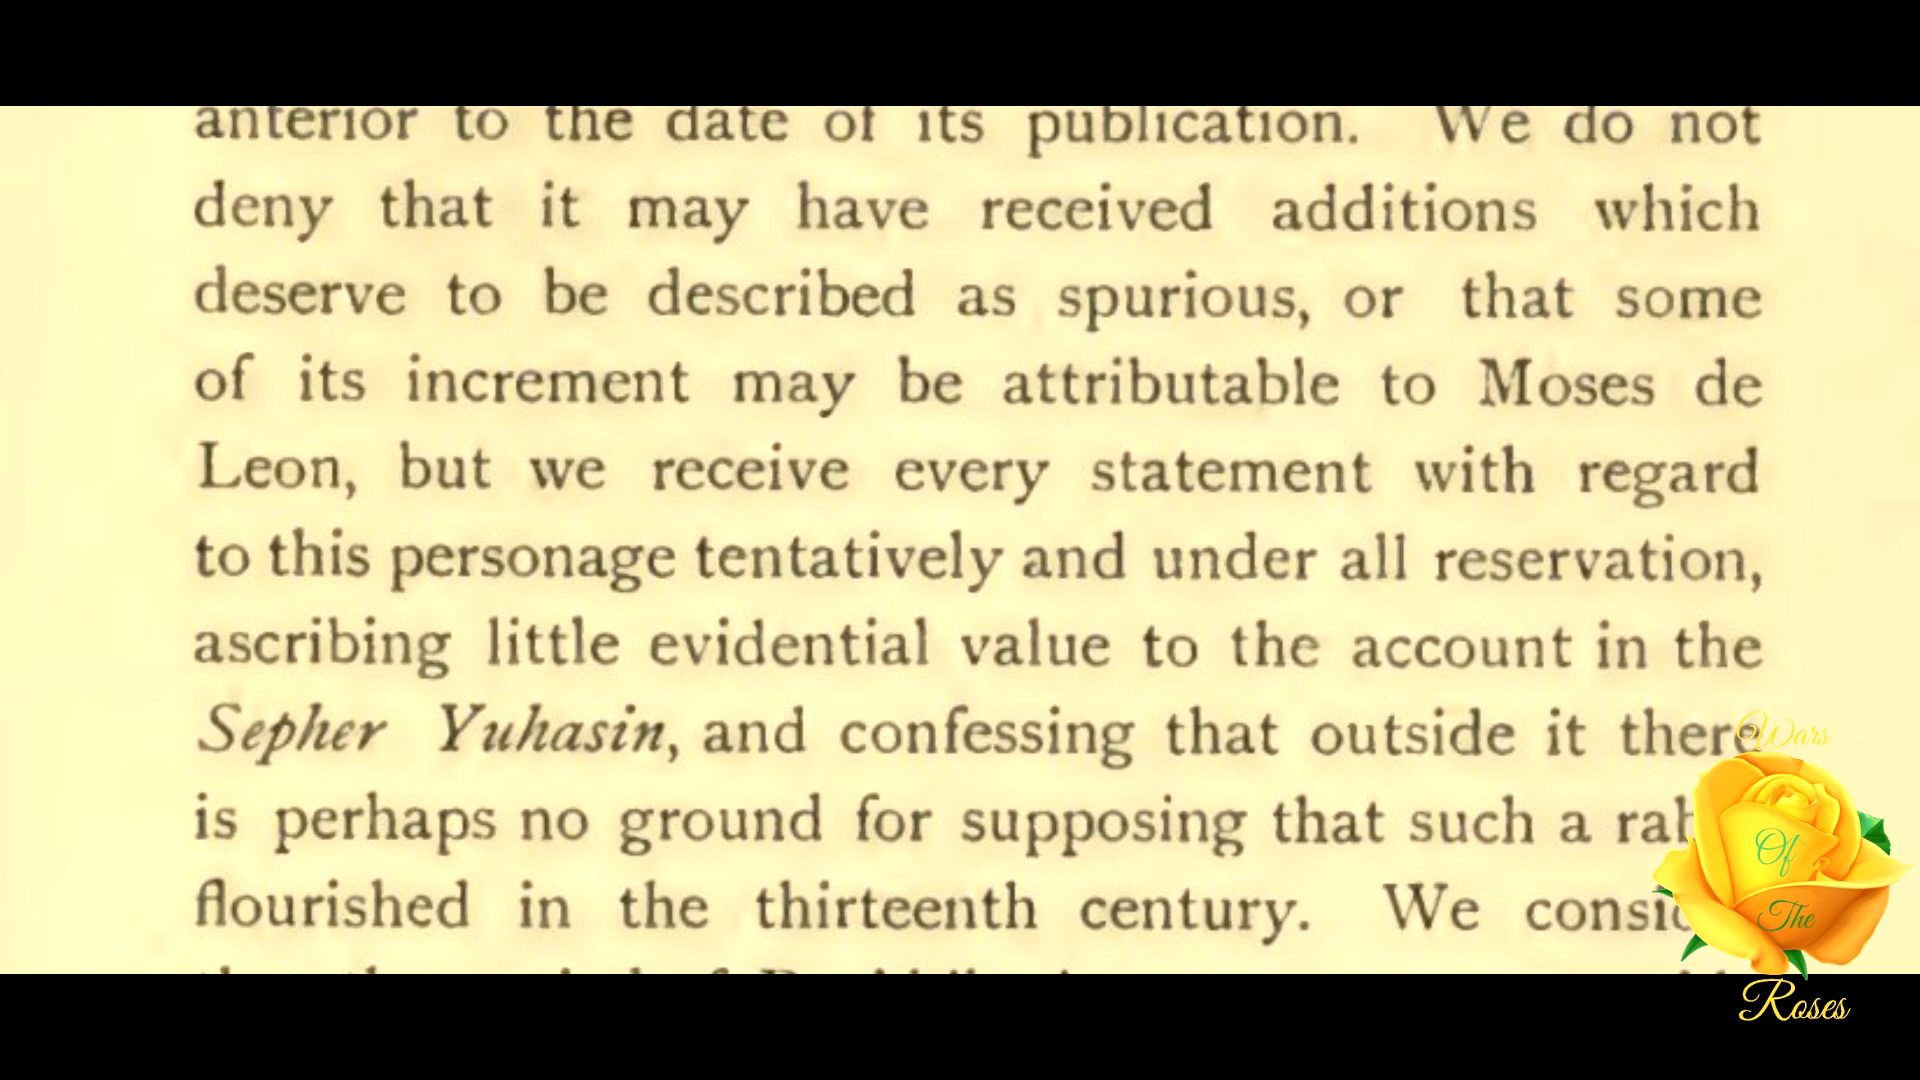 anterior to the date of its publication. We do not
deny that it may have received additions which
deserve to be described as spurious, or that some
of its increment may be attributable to Moses de
Leon, but we receive every statement with regard
to this personage tentatively and under all reservation,
ascribing little evidential value to the account in the
Sepher Yuhasin, and confessing that outside it there
is perhaps no ground for supposing that such a
flourished in the thirteenth century. We
Wars
Of
The
Roses